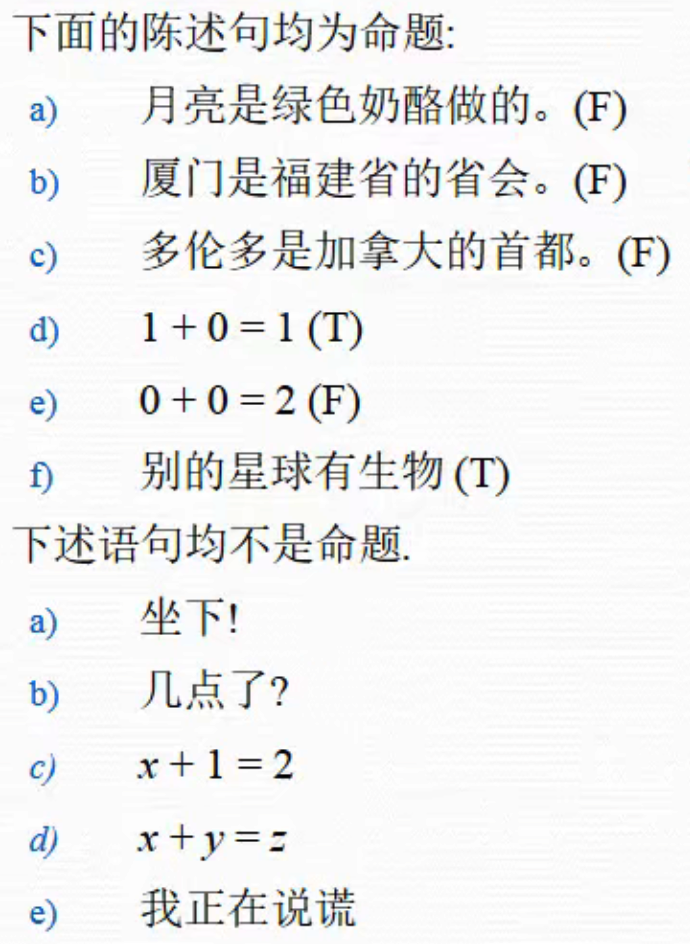 下面的陈述句均为命题:
a) 月亮是绿色奶酪做的。(F)
b) 厦门是福建省的省会。(F)
c) 多伦多是加拿大的首都。(F)
d) 1 + 0 = 1 (T)
e) 0 + 0 = 2 (F)
f) 别的星球有生物 (T)
下述语句均不是命题.
a) 坐下!
b) 几点了?
c) x + 1 = 2
d) x + y = z
e) 我正在说谎